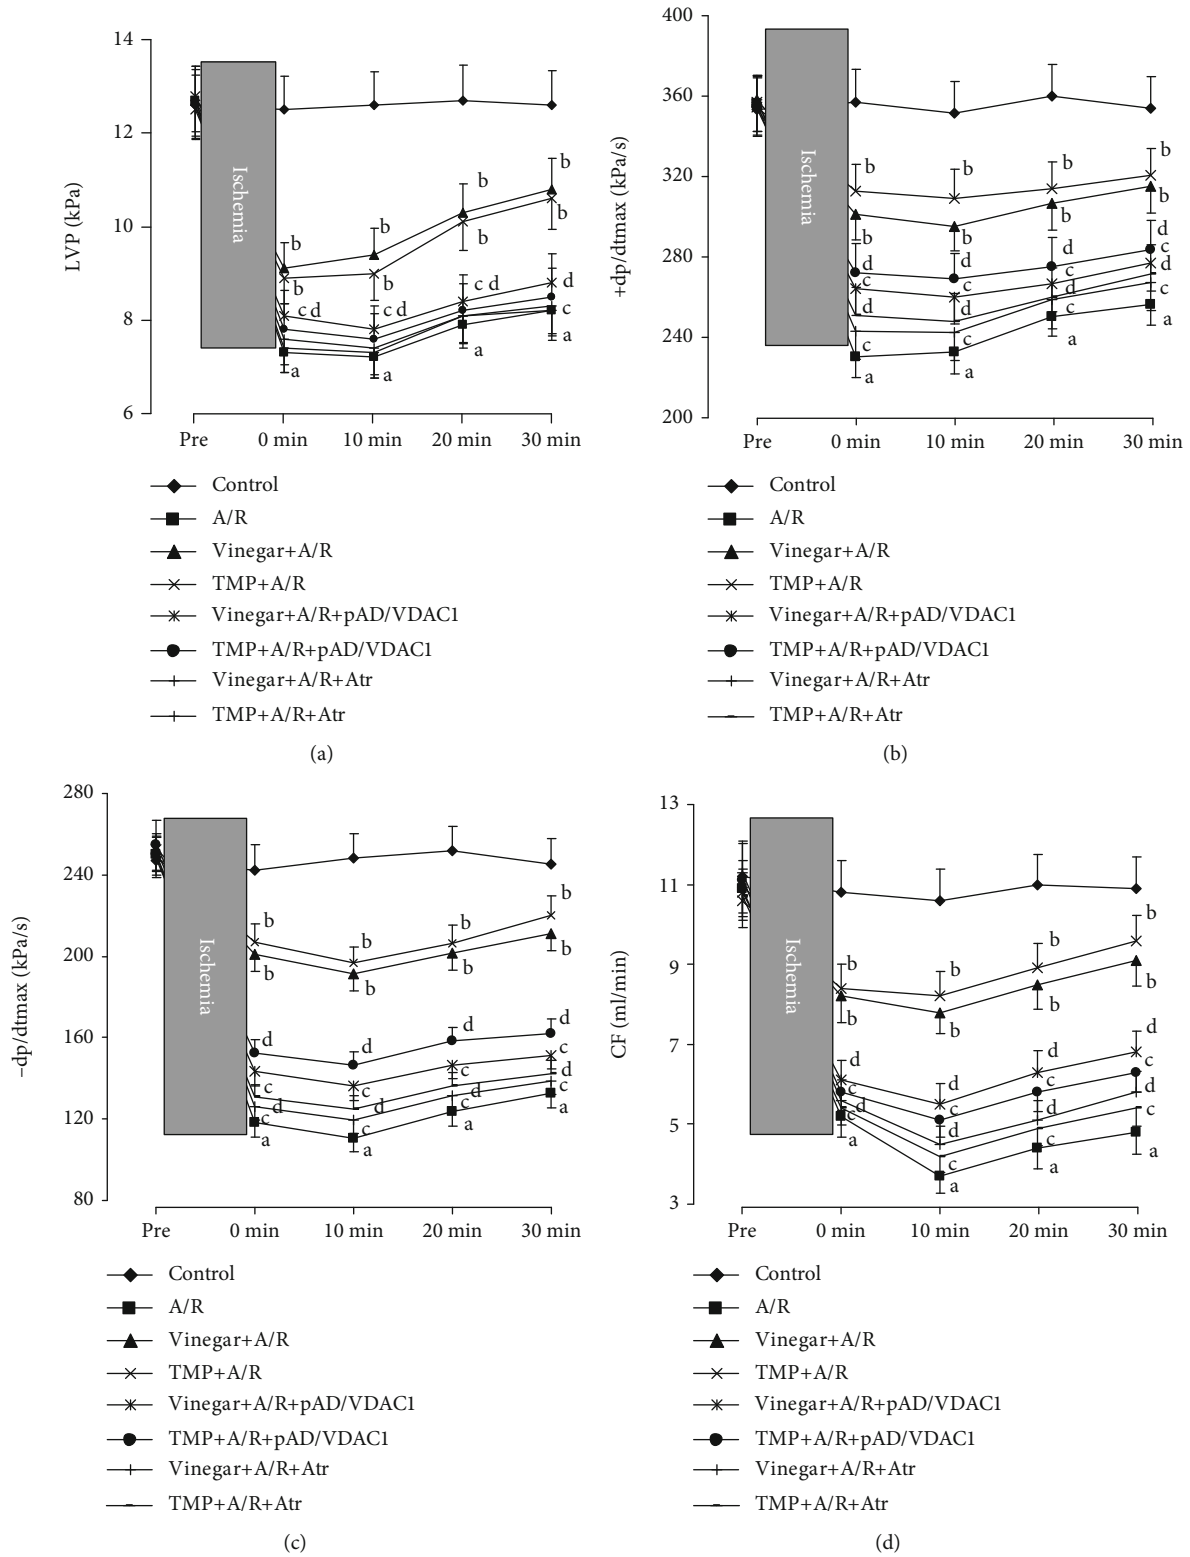 14
12
10
8
6
LVP (kPa)
Ischemia
b b b b
b b b b
c d c d c d d
c
a a a a
Pre 0 min 10 min 20 min 30 min
Control
A/R
Vinegar+A/R
TMP+A/R
Vinegar+A/R+pAD/VDAC1
TMP+A/R+pAD/VDAC1
Vinegar+A/R+Atr
TMP+A/R+Atr
(a)
400
360
320
280
240
200
+dp/dtmax (kPa/s)
Ischemia
b b b b
b b b b
d d d d
c c c c
d d d d
c c c c
a a a a
Pre 0 min 10 min 20 min 30 min
Control
A/R
Vinegar+A/R
TMP+A/R
Vinegar+A/R+pAD/VDAC1
TMP+A/R+pAD/VDAC1
Vinegar+A/R+Atr
TMP+A/R+Atr
(b)
280
240
200
160
120
80
−dp/dtmax (kPa/s)
Ischemia
b b b b
b b b b
d d d d
c c c c
d d d d
c c c c
a a a a
Pre 0 min 10 min 20 min 30 min
Control
A/R
Vinegar+A/R
TMP+A/R
Vinegar+A/R+pAD/VDAC1
TMP+A/R+pAD/VDAC1
Vinegar+A/R+Atr
TMP+A/R+Atr
(c)
13
11
9
7
5
3
CF (ml/min)
Ischemia
b b b b
b b b b
d d d d
c c c c
d d d d
c c c c
a a a a
Pre 0 min 10 min 20 min 30 min
Control
A/R
Vinegar+A/R
TMP+A/R
Vinegar+A/R+pAD/VDAC1
TMP+A/R+pAD/VDAC1
Vinegar+A/R+Atr
TMP+A/R+Atr
(d)